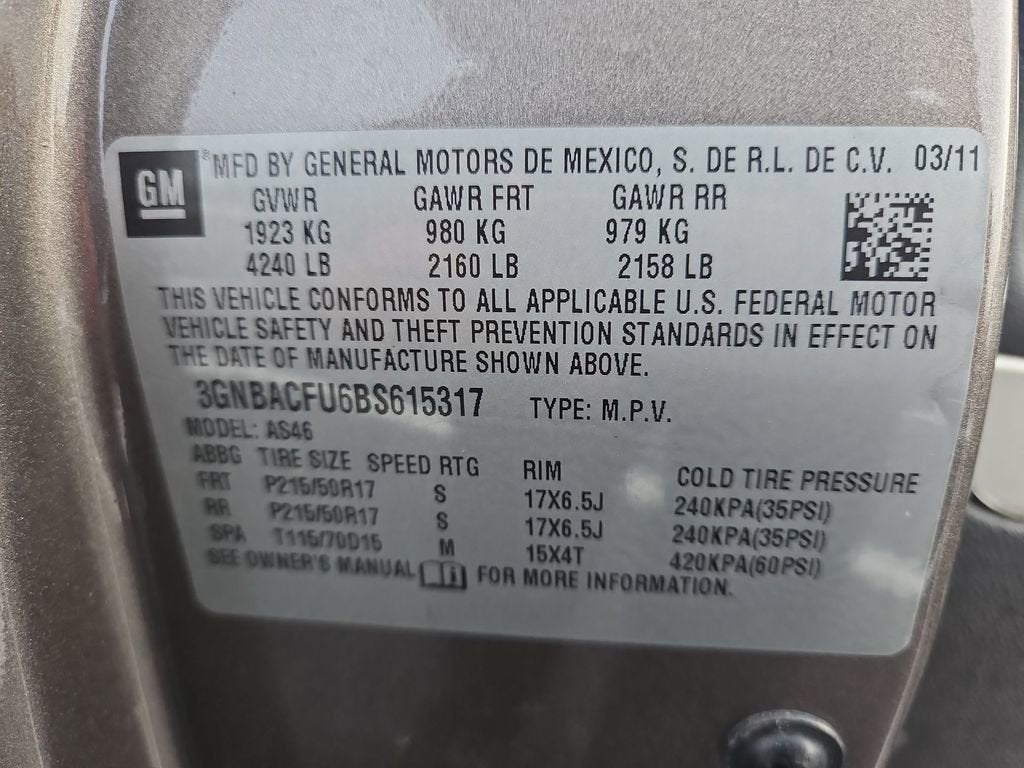 GM® MFD BY GENERAL MOTORS DE MEXICO, S. DE R.L. DE C.V. 03/11
GVWR GAWR FRT GAWR RR
1923 KG 980 KG 979 KG
4240 LB 2160 LB 2158 LB
THIS VEHICLE CONFORMS TO ALL APPLICABLE U.S. FEDERAL MOTOR
VEHICLE SAFETY AND THEFT PREVENTION STANDARDS IN EFFECT ON
THE DATE OF MANUFACTURE SHOWN ABOVE.
3GNBACFU6BS615317 TYPE: M.P.V.
MODEL: AS46
ABBG TIRE SIZE SPEED RTG RIM COLD TIRE PRESSURE
FRT P215/50R17 S 17X6.5J 240KPA(35PSI)
RR P215/50R17 S 17X6.5J 240KPA(35PSI)
SPA T115/70D15 M 15X4T 420KPA(60PSI)
SEE OWNER'S MANUAL FOR MORE INFORMATION.